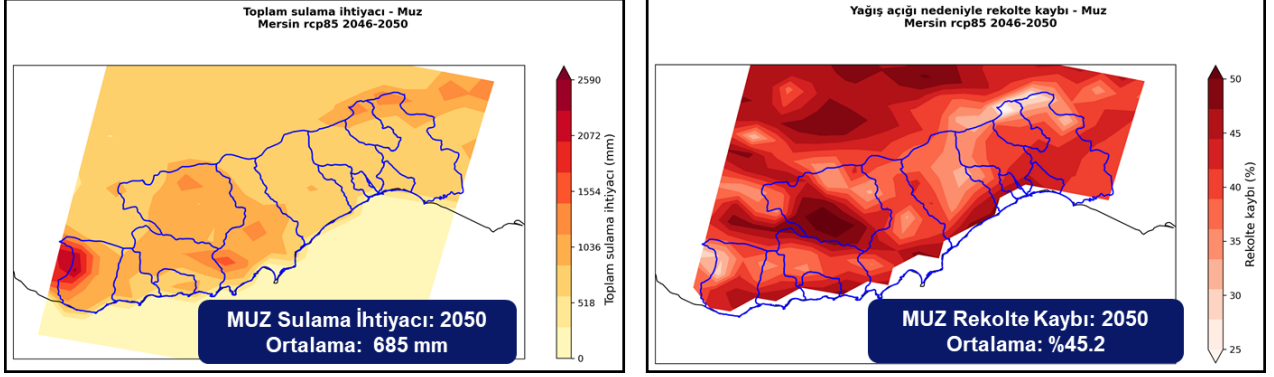 Toplam sulama ihtiyacı - Muz
Mersin rcp85 2046-2050
2590
2072
1554
1036
518
0
Toplam sulama ihtiyacı (mm)
MUZ Sulama İhtiyacı: 2050
Ortalama: 685 mm
Yağış açığı nedeniyle rekolte kaybı - Muz
Mersin rcp85 2046-2050
50
45
40
35
30
25
Rekolte kaybı (%)
MUZ Rekolte Kaybı: 2050
Ortalama: %45.2